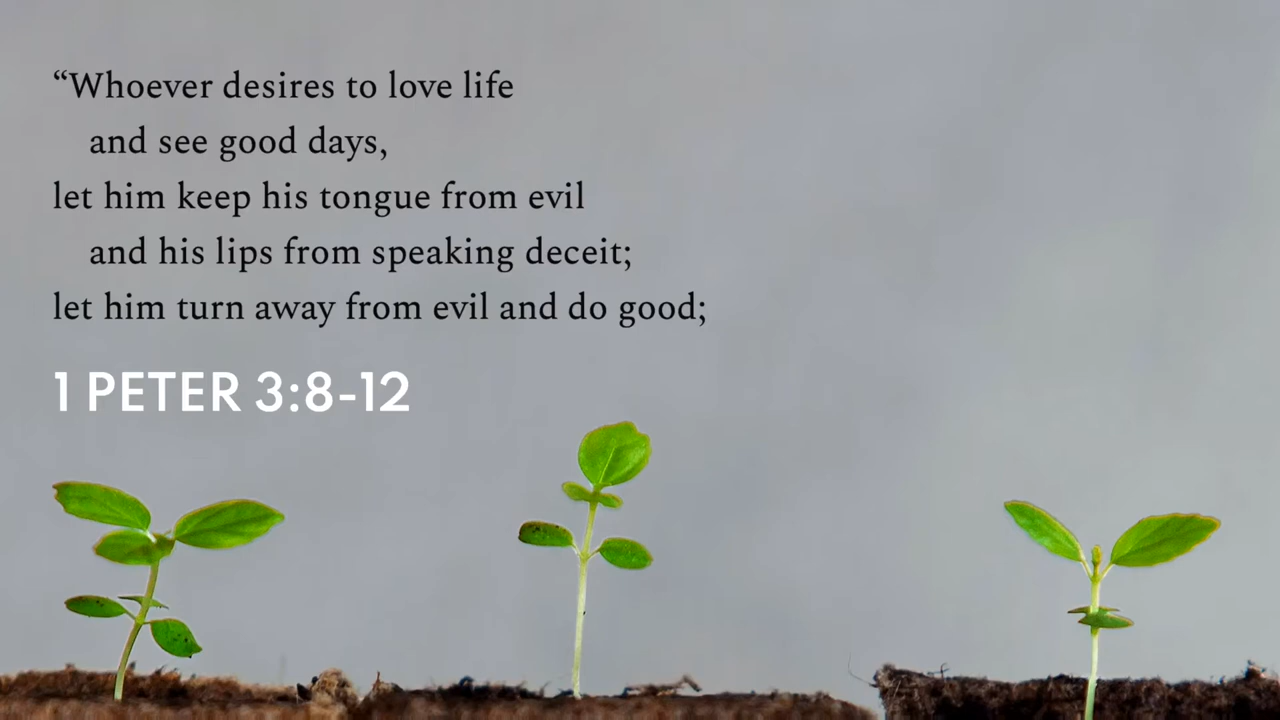 “Whoever desires to love life
and see good days,
let him keep his tongue from evil
and his lips from speaking deceit;
let him turn away from evil and do good;
1 PETER 3:8-12